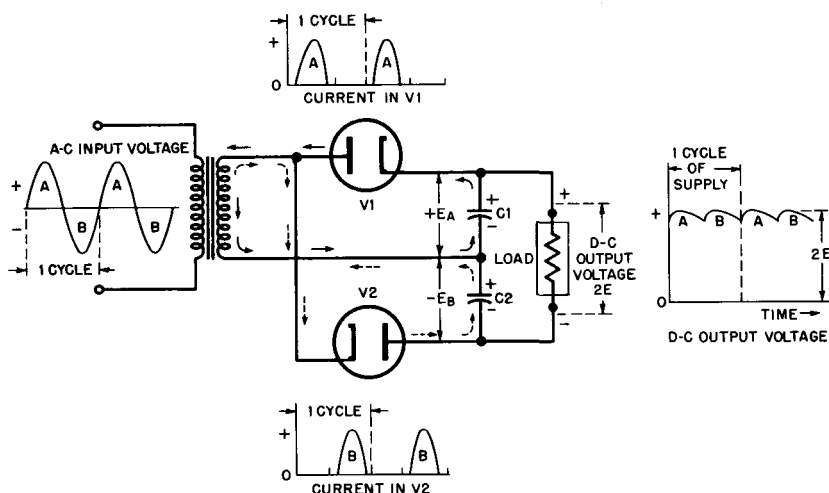 1 CYCLE
+
A
A
0
CURRENT IN V1
A-C INPUT VOLTAGE
+
A
A
-
B
B
1 CYCLE
V1
+EA
+
C1
-
V2
-EB
+
C2
-
LOAD
+
D-C
OUTPUT
VOLTAGE
2E
-
1 CYCLE
OF
SUPPLY
+
A
B
A
B
2E
0
TIME
D-C OUTPUT VOLTAGE
1 CYCLE
+
B
B
0
CURRENT IN V2